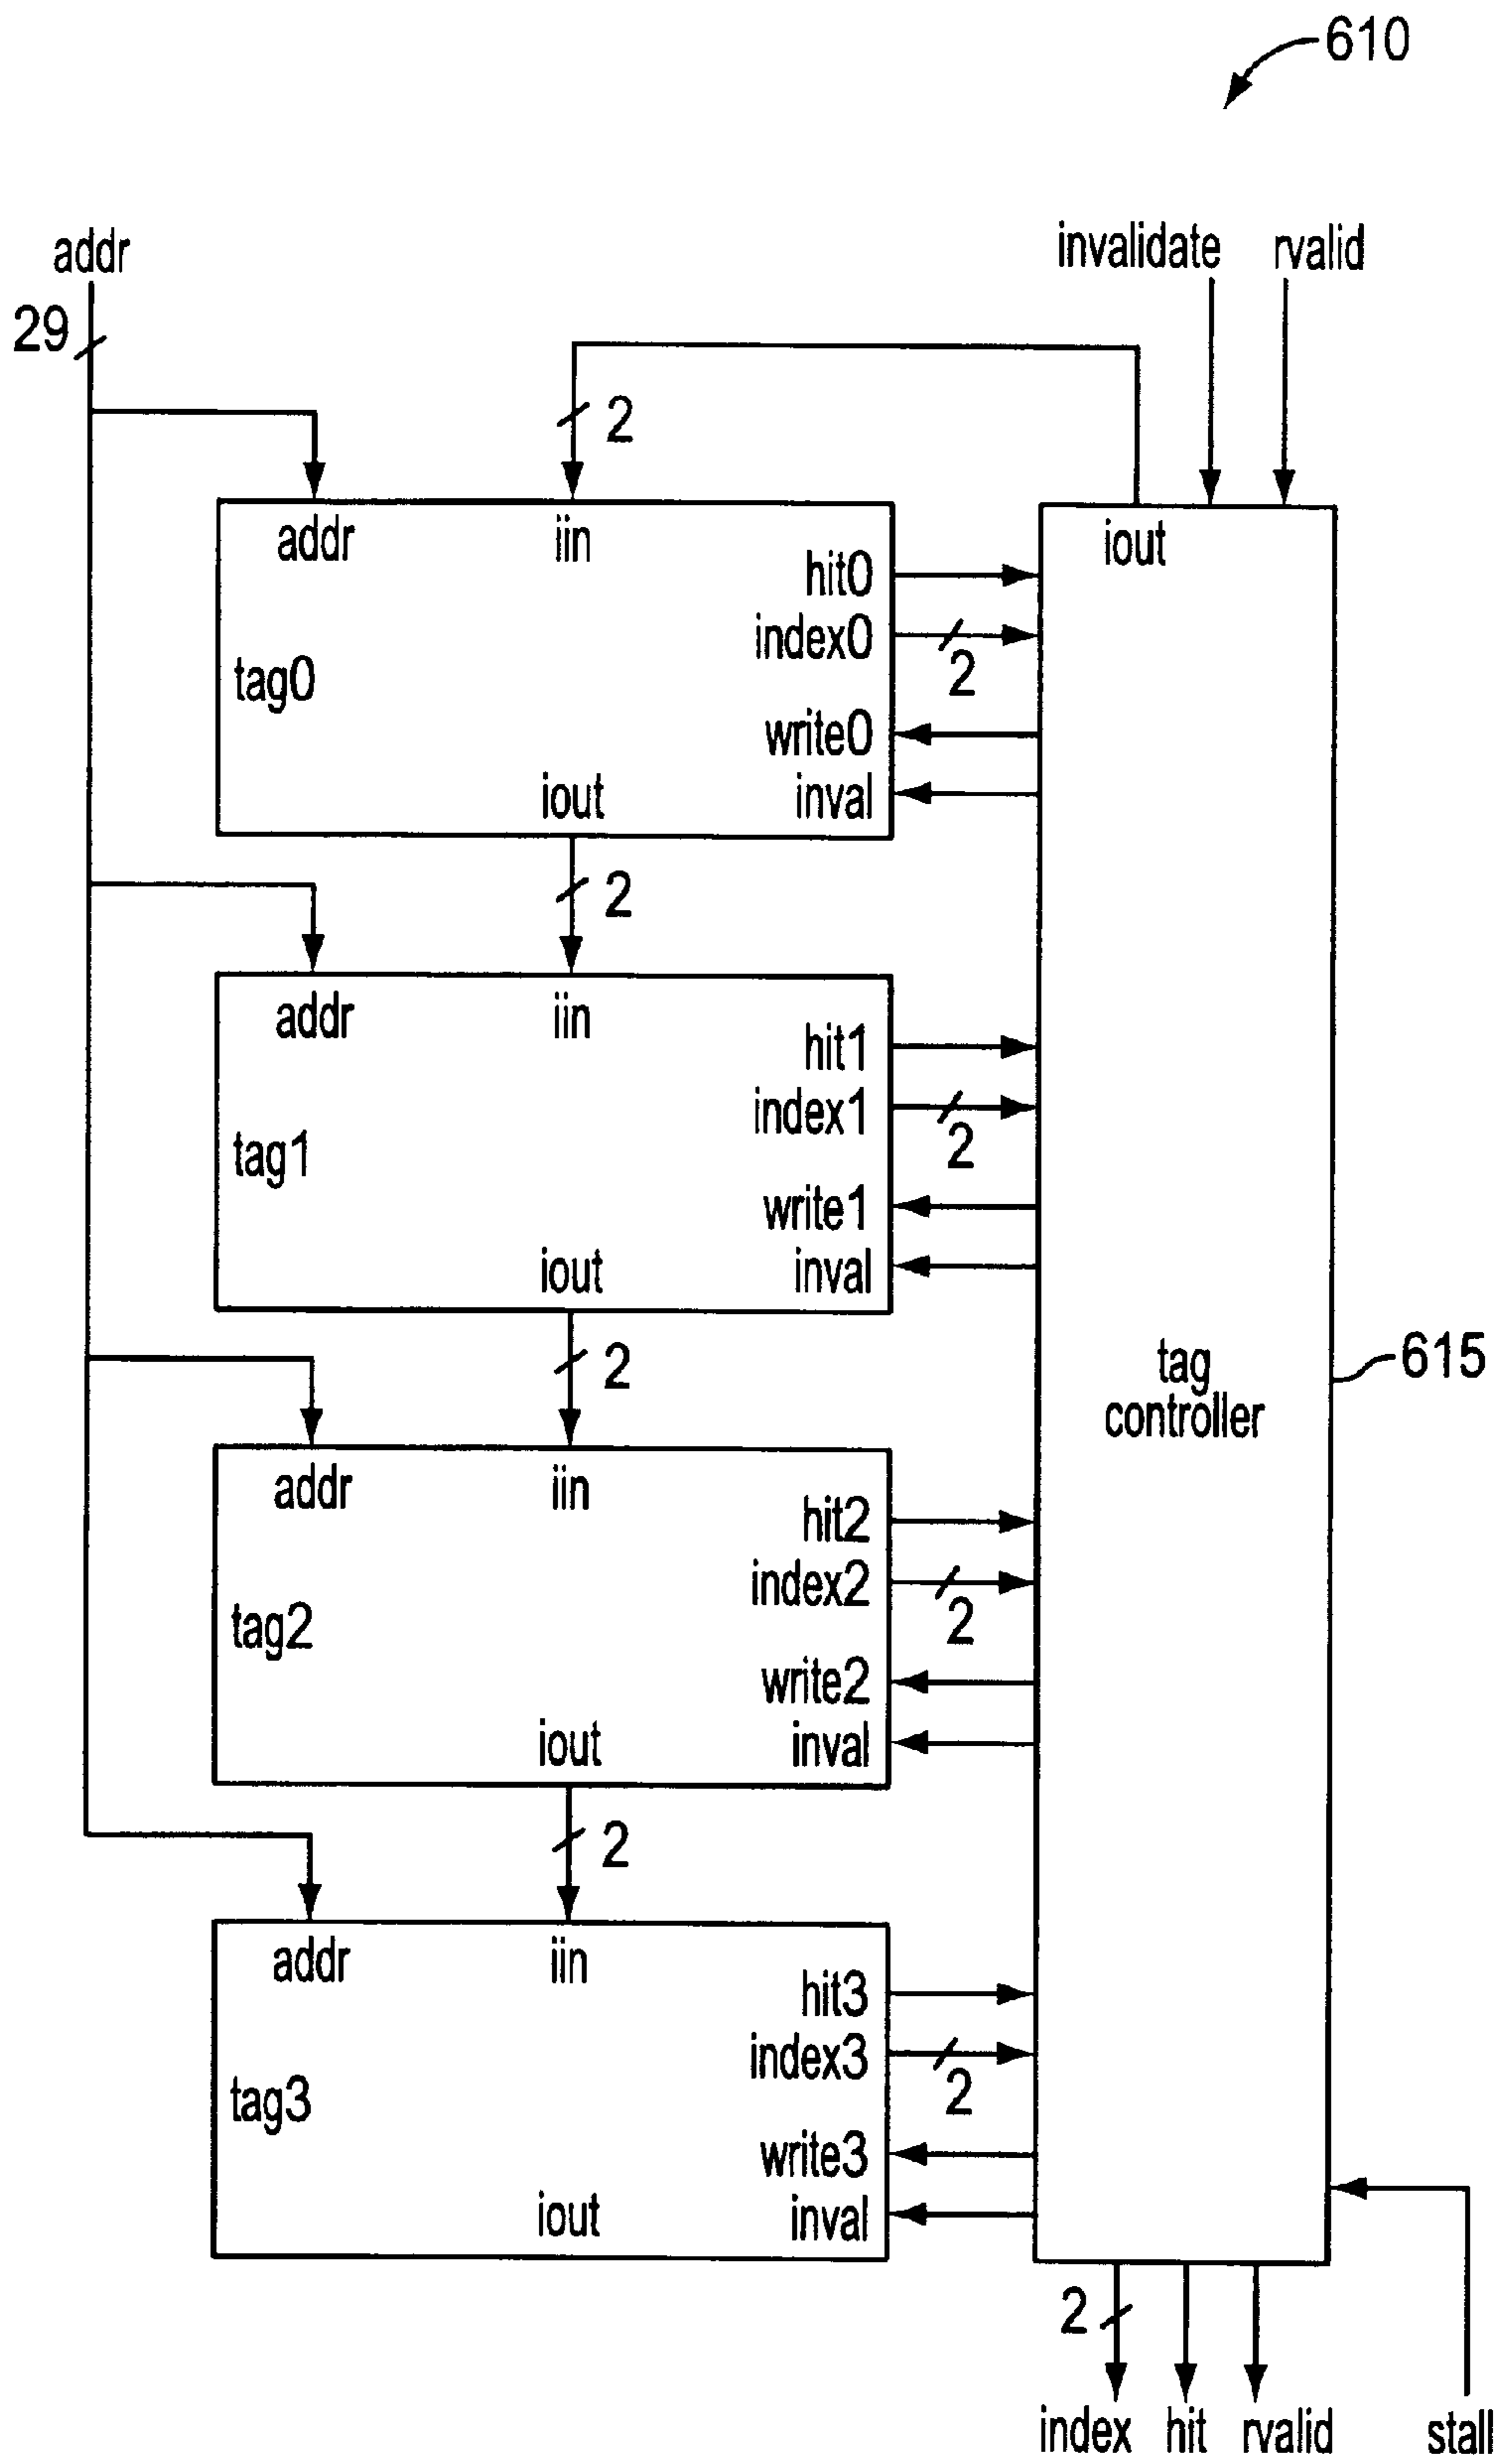 610
addr
invalidate rvalid
29
2
addr iin
iout
hit0
index0
2
tag0
write0
iout inval
2
addr iin
hit1
index1
2
tag1
write1
iout inval
2
tag
controller
615
addr iin
hit2
index2
2
tag2
write2
iout inval
2
addr iin
hit3
index3
2
tag3
write3
iout inval
2
index hit rvalid stall